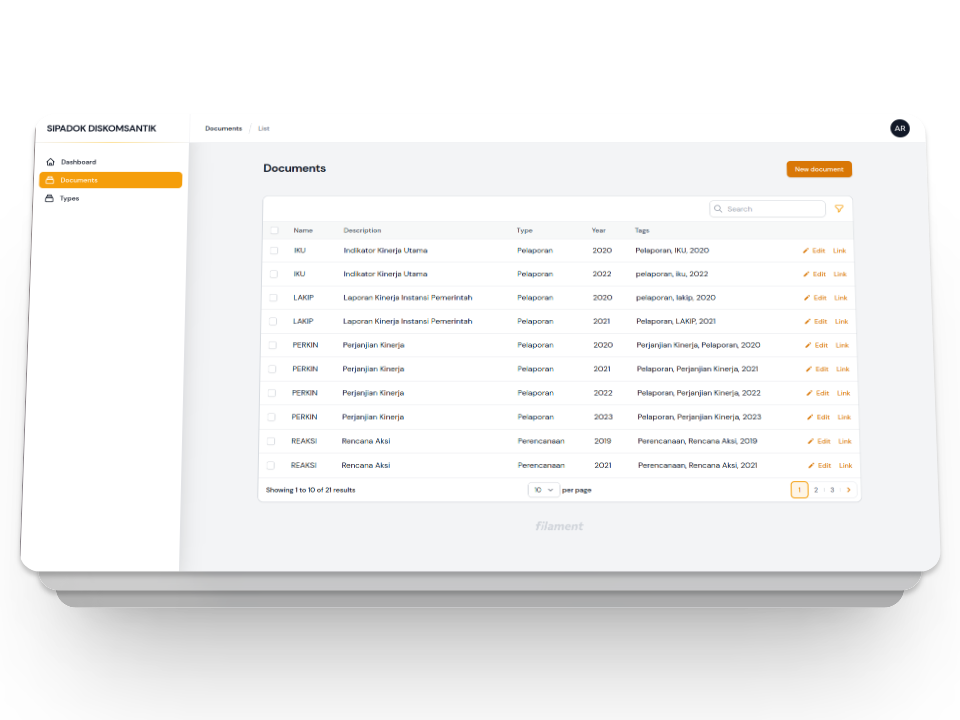 SIPADOK DISKOMSANTIK
Documents / List
AR
Dashboard
Documents
Types
Documents
New document
Search
Name Description Type Year Tags
IKU Indikator Kinerja Utama Pelaporan 2020 Pelaporan, IKU, 2020 Edit Link
IKU Indikator Kinerja Utama Pelaporan 2022 pelaporan, iku, 2022 Edit Link
LAKIP Laporan Kinerja Instansi Pemerintah Pelaporan 2020 pelaporan, lakip, 2020 Edit Link
LAKIP Laporan Kinerja Instansi Pemerintah Pelaporan 2021 Pelaporan, LAKIP, 2021 Edit Link
PERKIN Perjanjian Kinerja Pelaporan 2020 Perjanjian Kinerja, Pelaporan, 2020 Edit Link
PERKIN Perjanjian Kinerja Pelaporan 2021 Pelaporan, Perjanjian Kinerja, 2021 Edit Link
PERKIN Perjanjian Kinerja Pelaporan 2022 Pelaporan, Perjanjian Kinerja, 2022 Edit Link
PERKIN Perjanjian Kinerja Pelaporan 2023 Pelaporan, Perjanjian Kinerja, 2023 Edit Link
REAKSI Rencana Aksi Perencanaan 2019 Perencanaan, Rencana Aksi, 2019 Edit Link
REAKSI Rencana Aksi Perencanaan 2021 Perencanaan, Rencana Aksi, 2021 Edit Link
Showing 1 to 10 of 21 results 10 per page 1 2 3
filament